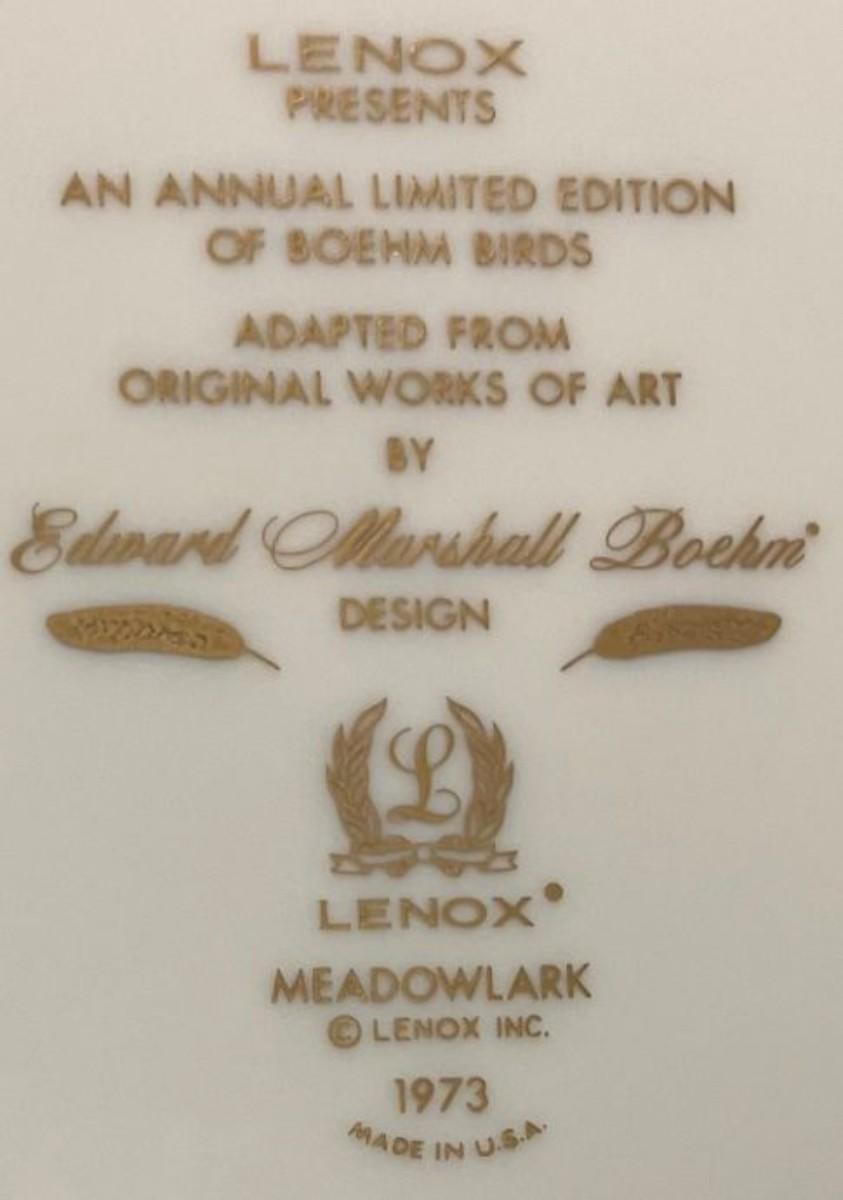 LENOX
PRESENTS
AN ANNUAL LIMITED EDITION
OF BOEHM BIRDS
ADAPTED FROM
ORIGINAL WORKS OF ART
BY
Edward Marshall Boehm
DESIGN
L
LENOX
MEADOWLARK
© LENOX INC.
1973
MADE IN U.S.A.